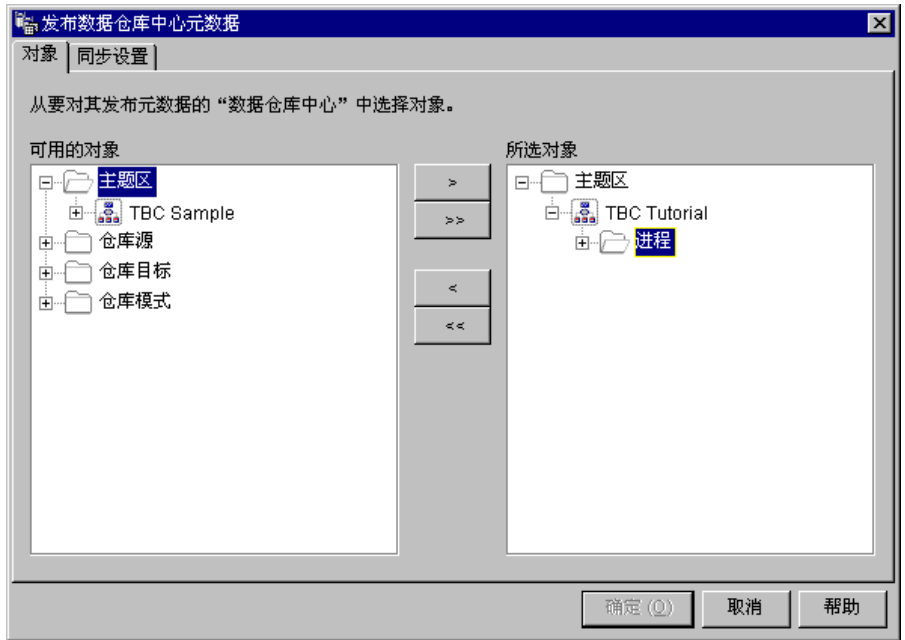 发布数据仓库中心元数据
对象 同步设置
从要对其发布元数据的“数据仓库中心”中选择对象。
可用的对象
主题区
TBC Sample
仓库源
仓库目标
仓库模式
>
>>
<
<<
所选对象
主题区
TBC Tutorial
进程
确定(O) 取消 帮助